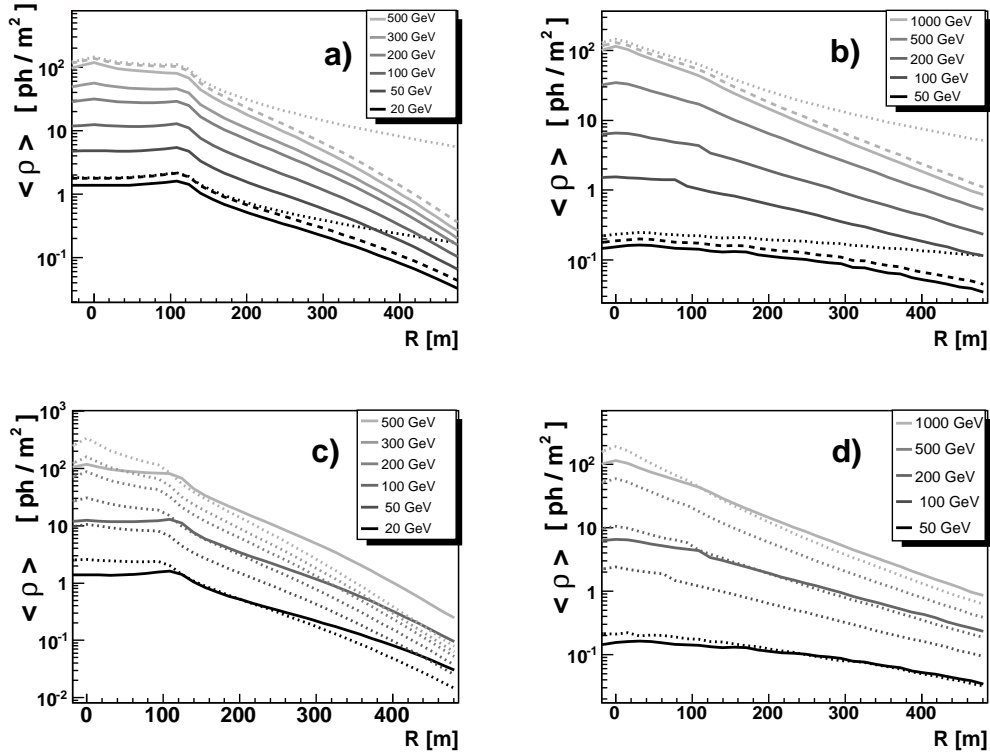 a)
500 GeV
300 GeV
200 GeV
100 GeV
50 GeV
20 GeV
10²
10
1
10⁻¹
< ρ > [ ph / m² ]
0 100 200 300 400
R [m]
b)
1000 GeV
500 GeV
200 GeV
100 GeV
50 GeV
10²
10
1
10⁻¹
< ρ > [ ph / m² ]
0 100 200 300 400
R [m]
c)
500 GeV
300 GeV
200 GeV
100 GeV
50 GeV
20 GeV
10³
10²
10
1
10⁻¹
10⁻²
< ρ > [ ph / m² ]
0 100 200 300 400
R [m]
d)
1000 GeV
500 GeV
200 GeV
100 GeV
50 GeV
10²
10
1
10⁻¹
< ρ > [ ph / m² ]
0 100 200 300 400
R [m]